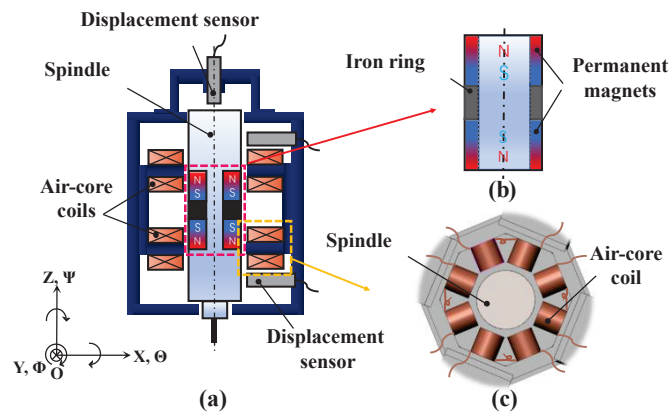 Displacement sensor
Spindle
Air-core
coils
N
N
S
S
S
S
N
N
Z, Ψ
Y, Φ
O
X, Θ
Displacement
sensor
(a)
Iron ring
N
S
S
N
Permanent
magnets
(b)
Spindle
Air-core
coil
(c)